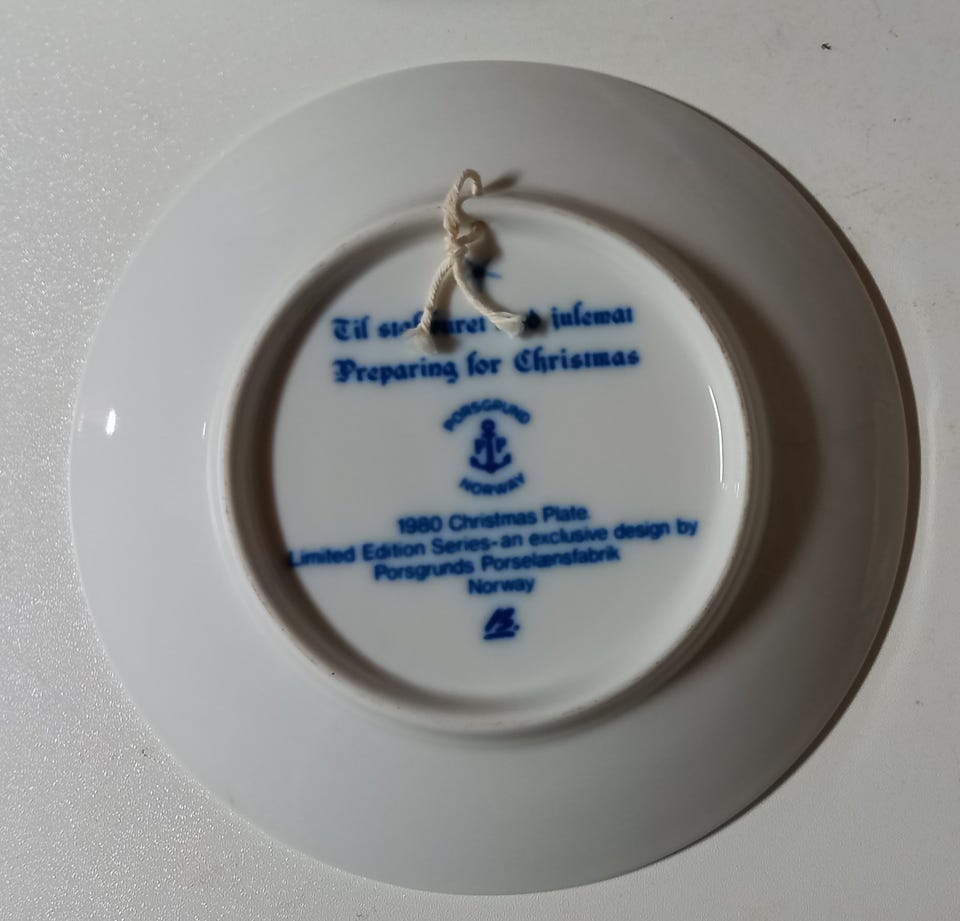 Til julemat
Preparing for Christmas
PORSGRUND
P P
NORWAY
1980 Christmas Plate.
Limited Edition Series-an exclusive design by
Porsgrunds Porselænsfabrik
Norway